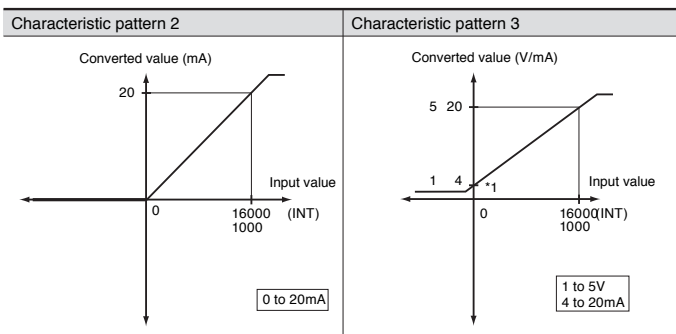 Characteristic pattern 2
Converted value (mA)
20
Input value
0
16000 (INT)
1000
0 to 20mA
Characteristic pattern 3
Converted value (V/mA)
5 20
1 4 *1
Input value
0
16000(INT)
1000
1 to 5V
4 to 20mA